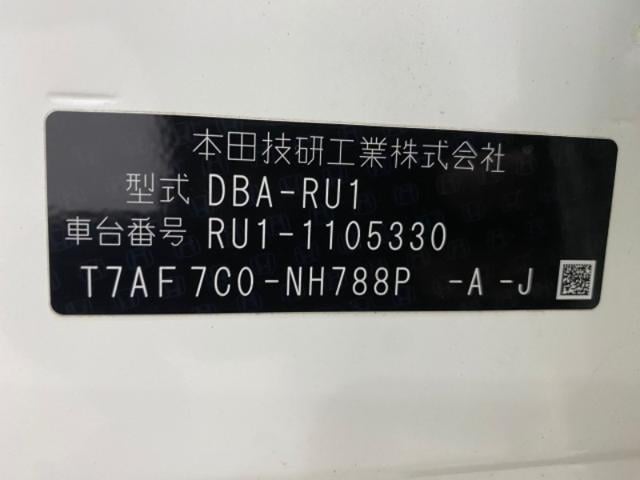 本田技研工業株式会社
型式 DBA-RU1
車台番号 RU1-1105330
T7AF 7C0-NH788P -A -J